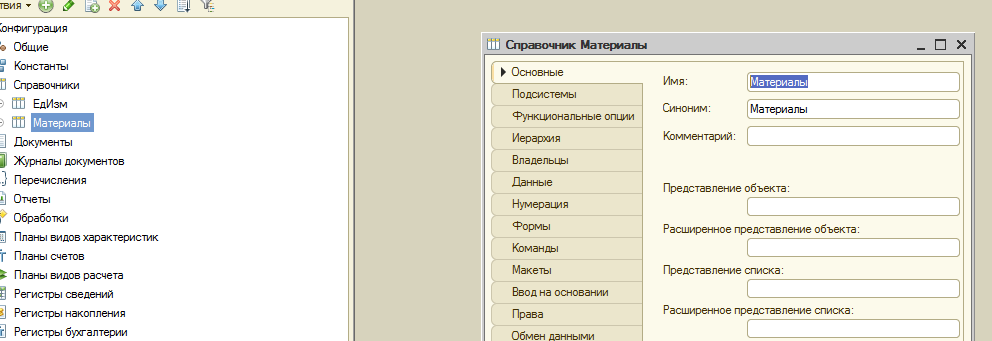 твия
Конфигурация
Общие
Константы
Справочники
ЕдИзм
Материалы
Документы
Журналы документов
Перечисления
Отчеты
Обработки
Планы видов характеристик
Планы счетов
Планы видов расчета
Регистры сведений
Регистры накопления
Регистры бухгалтерии
Справочник Материалы
Основные
Подсистемы
Функциональные опции
Иерархия
Владельцы
Данные
Нумерация
Формы
Команды
Макеты
Ввод на основании
Права
Обмен данными
Имя: Материалы
Синоним: Материалы
Комментарий:
Представление объекта:
Расширенное представление объекта:
Представление списка:
Расширенное представление списка: